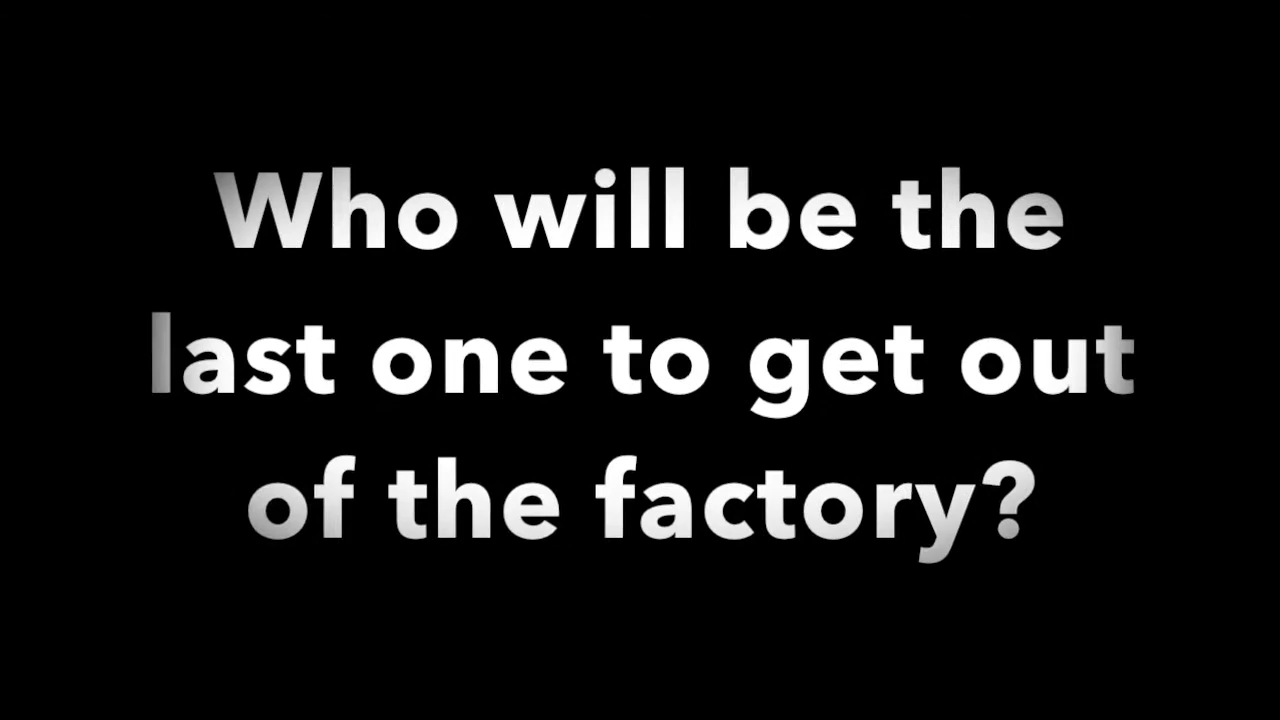 Who will be the
last one to get out
of the factory?